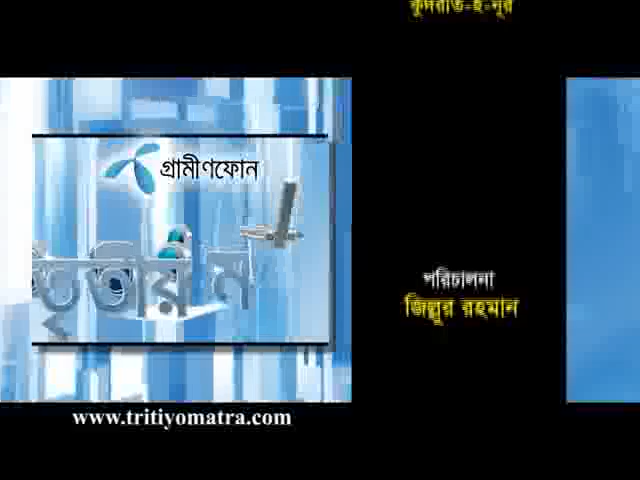 কুদরাত-ই-নূর
গ্রামীণফোন
তৃতীয় ম
পরিচালনা
জিল্লুর রহমান
www.tritiyomatra.com